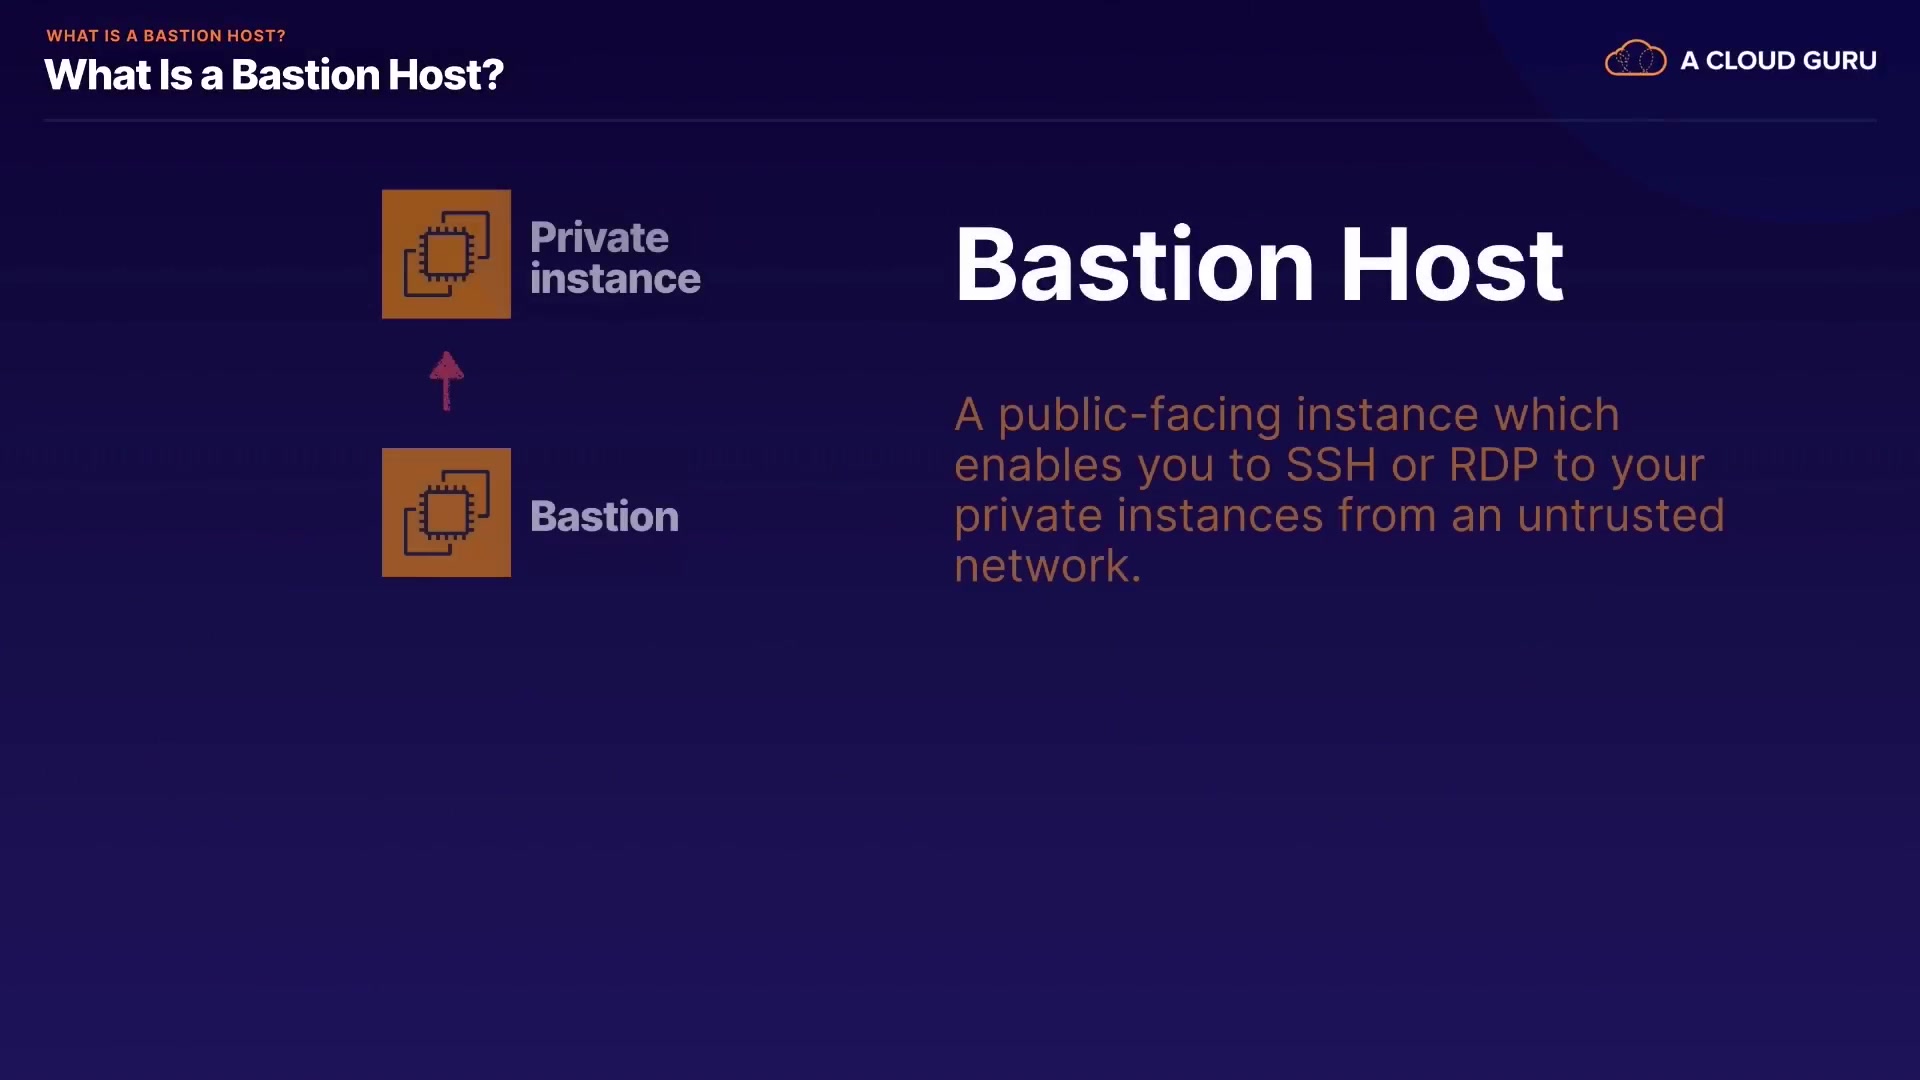 WHAT IS A BASTION HOST?
What Is a Bastion Host?
A CLOUD GURU
Private
instance
Bastion
Bastion Host
A public-facing instance which
enables you to SSH or RDP to your
private instances from an untrusted
network.